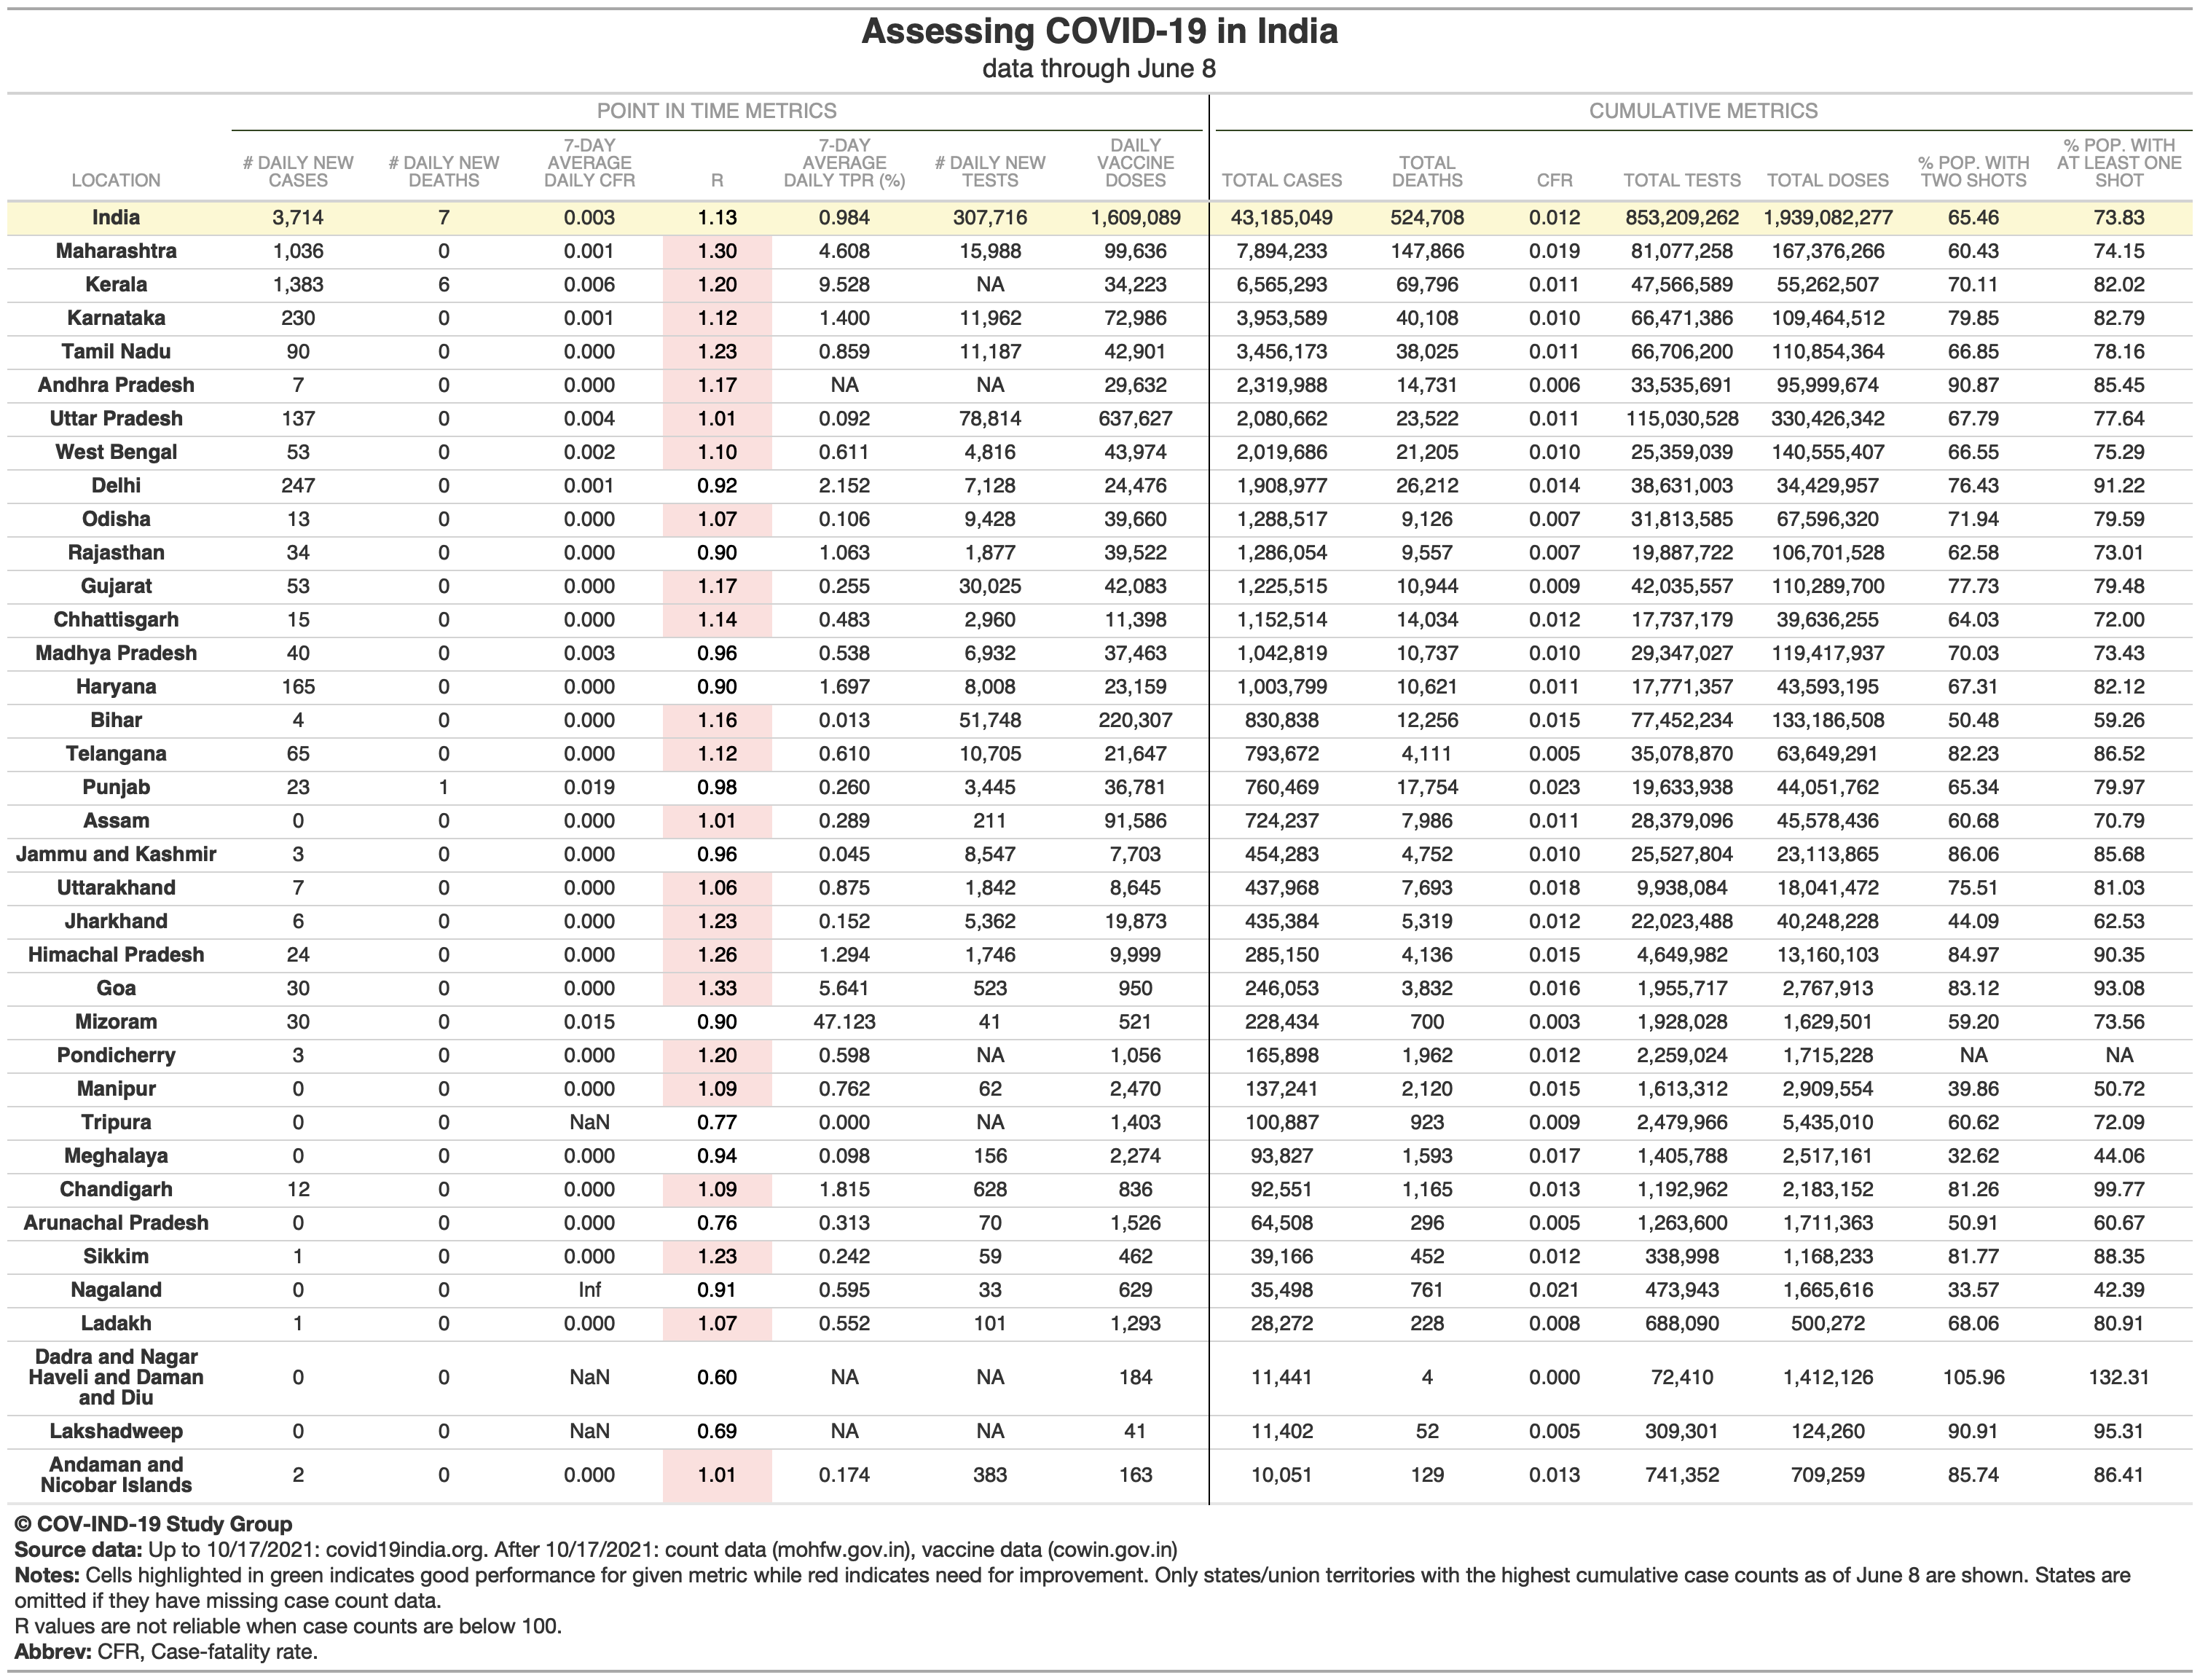 Assessing COVID-19 in India
data through June 8
POINT IN TIME METRICS CUMULATIVE METRICS
LOCATION # DAILY NEW CASES # DAILY NEW DEATHS 7-DAY AVERAGE DAILY CFR R 7-DAY AVERAGE DAILY TPR (%) # DAILY NEW TESTS DAILY VACCINE DOSES TOTAL CASES TOTAL DEATHS CFR TOTAL TESTS TOTAL DOSES % POP. WITH TWO SHOTS % POP. WITH AT LEAST ONE SHOT
India 3,714 7 0.003 1.13 0.984 307,716 1,609,089 43,185,049 524,708 0.012 853,209,262 1,939,082,277 65.46 73.83
Maharashtra 1,036 0 0.001 1.30 4.608 15,988 99,636 7,894,233 147,866 0.019 81,077,258 167,376,266 60.43 74.15
Kerala 1,383 6 0.006 1.20 9.528 NA 34,223 6,565,293 69,796 0.011 47,566,589 55,262,507 70.11 82.02
Karnataka 230 0 0.001 1.12 1.400 11,962 72,986 3,953,589 40,108 0.010 66,471,386 109,464,512 79.85 82.79
Tamil Nadu 90 0 0.000 1.23 0.859 11,187 42,901 3,456,173 38,025 0.011 66,706,200 110,854,364 66.85 78.16
Andhra Pradesh 7 0 0.000 1.17 NA NA 29,632 2,319,988 14,731 0.006 33,535,691 95,999,674 90.87 85.45
Uttar Pradesh 137 0 0.004 1.01 0.092 78,814 637,627 2,080,662 23,522 0.011 115,030,528 330,426,342 67.79 77.64
West Bengal 53 0 0.002 1.10 0.611 4,816 43,974 2,019,686 21,205 0.010 25,359,039 140,555,407 66.55 75.29
Delhi 247 0 0.001 0.92 2.152 7,128 24,476 1,908,977 26,212 0.014 38,631,003 34,429,957 76.43 91.22
Odisha 13 0 0.000 1.07 0.106 9,428 39,660 1,288,517 9,126 0.007 31,813,585 67,596,320 71.94 79.59
Rajasthan 34 0 0.000 0.90 1.063 1,877 39,522 1,286,054 9,557 0.007 19,887,722 106,701,528 62.58 73.01
Gujarat 53 0 0.000 1.17 0.255 30,025 42,083 1,225,515 10,944 0.009 42,035,557 110,289,700 77.73 79.48
Chhattisgarh 15 0 0.000 1.14 0.483 2,960 11,398 1,152,514 14,034 0.012 17,737,179 39,636,255 64.03 72.00
Madhya Pradesh 40 0 0.003 0.96 0.538 6,932 37,463 1,042,819 10,737 0.010 29,347,027 119,417,937 70.03 73.43
Haryana 165 0 0.000 0.90 1.697 8,008 23,159 1,003,799 10,621 0.011 17,771,357 43,593,195 67.31 82.12
Bihar 4 0 0.000 1.16 0.013 51,748 220,307 830,838 12,256 0.015 77,452,234 133,186,508 50.48 59.26
Telangana 65 0 0.000 1.12 0.610 10,705 21,647 793,672 4,111 0.005 35,078,870 63,649,291 82.23 86.52
Punjab 23 1 0.019 0.98 0.260 3,445 36,781 760,469 17,754 0.023 19,633,938 44,051,762 65.34 79.97
Assam 0 0 0.000 1.01 0.289 211 91,586 724,237 7,986 0.011 28,379,096 45,578,436 60.68 70.79
Jammu and Kashmir 3 0 0.000 0.96 0.045 8,547 7,703 454,283 4,752 0.010 25,527,804 23,113,865 86.06 85.68
Uttarakhand 7 0 0.000 1.06 0.875 1,842 8,645 437,968 7,693 0.018 9,938,084 18,041,472 75.51 81.03
Jharkhand 6 0 0.000 1.23 0.152 5,362 19,873 435,384 5,319 0.012 22,023,488 40,248,228 44.09 62.53
Himachal Pradesh 24 0 0.000 1.26 1.294 1,746 9,999 285,150 4,136 0.015 4,649,982 13,160,103 84.97 90.35
Goa 30 0 0.000 1.33 5.641 523 950 246,053 3,832 0.016 1,955,717 2,767,913 83.12 93.08
Mizoram 30 0 0.015 0.90 47.123 41 521 228,434 700 0.003 1,928,028 1,629,501 59.20 73.56
Pondicherry 3 0 0.000 1.20 0.598 NA 1,056 165,898 1,962 0.012 2,259,024 1,715,228 NA NA
Manipur 0 0 0.000 1.09 0.762 62 2,470 137,241 2,120 0.015 1,613,312 2,909,554 39.86 50.72
Tripura 0 0 NaN 0.77 0.000 NA 1,403 100,887 923 0.009 2,479,966 5,435,010 60.62 72.09
Meghalaya 0 0 0.000 0.94 0.098 156 2,274 93,827 1,593 0.017 1,405,788 2,517,161 32.62 44.06
Chandigarh 12 0 0.000 1.09 1.815 628 836 92,551 1,165 0.013 1,192,962 2,183,152 81.26 99.77
Arunachal Pradesh 0 0 0.000 0.76 0.313 70 1,526 64,508 296 0.005 1,263,600 1,711,363 50.91 60.67
Sikkim 1 0 0.000 1.23 0.242 59 462 39,166 452 0.012 338,998 1,168,233 81.77 88.35
Nagaland 0 0 Inf 0.91 0.595 33 629 35,498 761 0.021 473,943 1,665,616 33.57 42.39
Ladakh 1 0 0.000 1.07 0.552 101 1,293 28,272 228 0.008 688,090 500,272 68.06 80.91
Dadra and Nagar Haveli and Daman and Diu 0 0 NaN 0.60 NA NA 184 11,441 4 0.000 72,410 1,412,126 105.96 132.31
Lakshadweep 0 0 NaN 0.69 NA NA 41 11,402 52 0.005 309,301 124,260 90.91 95.31
Andaman and Nicobar Islands 2 0 0.000 1.01 0.174 383 163 10,051 129 0.013 741,352 709,259 85.74 86.41
© COV-IND-19 Study Group
Source data: Up to 10/17/2021: covid19india.org. After 10/17/2021: count data (mohfw.gov.in), vaccine data (cowin.gov.in)
Notes: Cells highlighted in green indicates good performance for given metric while red indicates need for improvement. Only states/union territories with the highest cumulative case counts as of June 8 are shown. States are
omitted if they have missing case count data.
R values are not reliable when case counts are below 100.
Abbrev: CFR, Case-fatality rate.